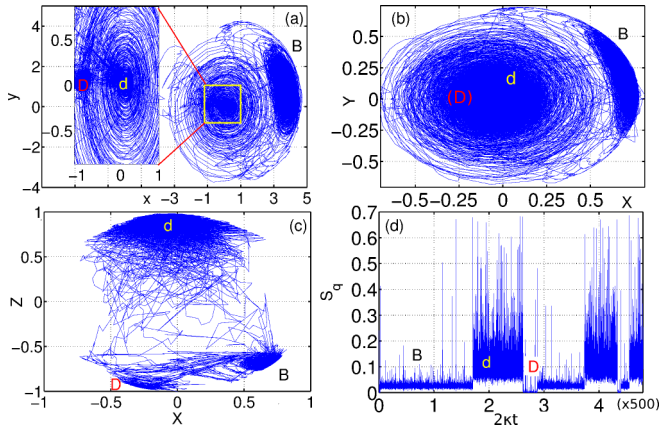 (a)
0.5
0
-0.5
-1 0 1
D
d
B
4
2
0
-2
-4
y
x
-3 -1 1 3 5
(b)
0.5
0.25
0
-0.25
-0.5
Y
B
d
(D)
-0.5 -0.25 0 0.25 0.5
X
(c)
1
0.5
0
-0.5
-1
Z
d
D
B
-1 -0.5 0 0.5 1
X
(d)
0.7
0.6
0.5
0.4
0.3
0.2
0.1
0
Sq
B
d
D
0 1 2 3 4
(x500)
2κt